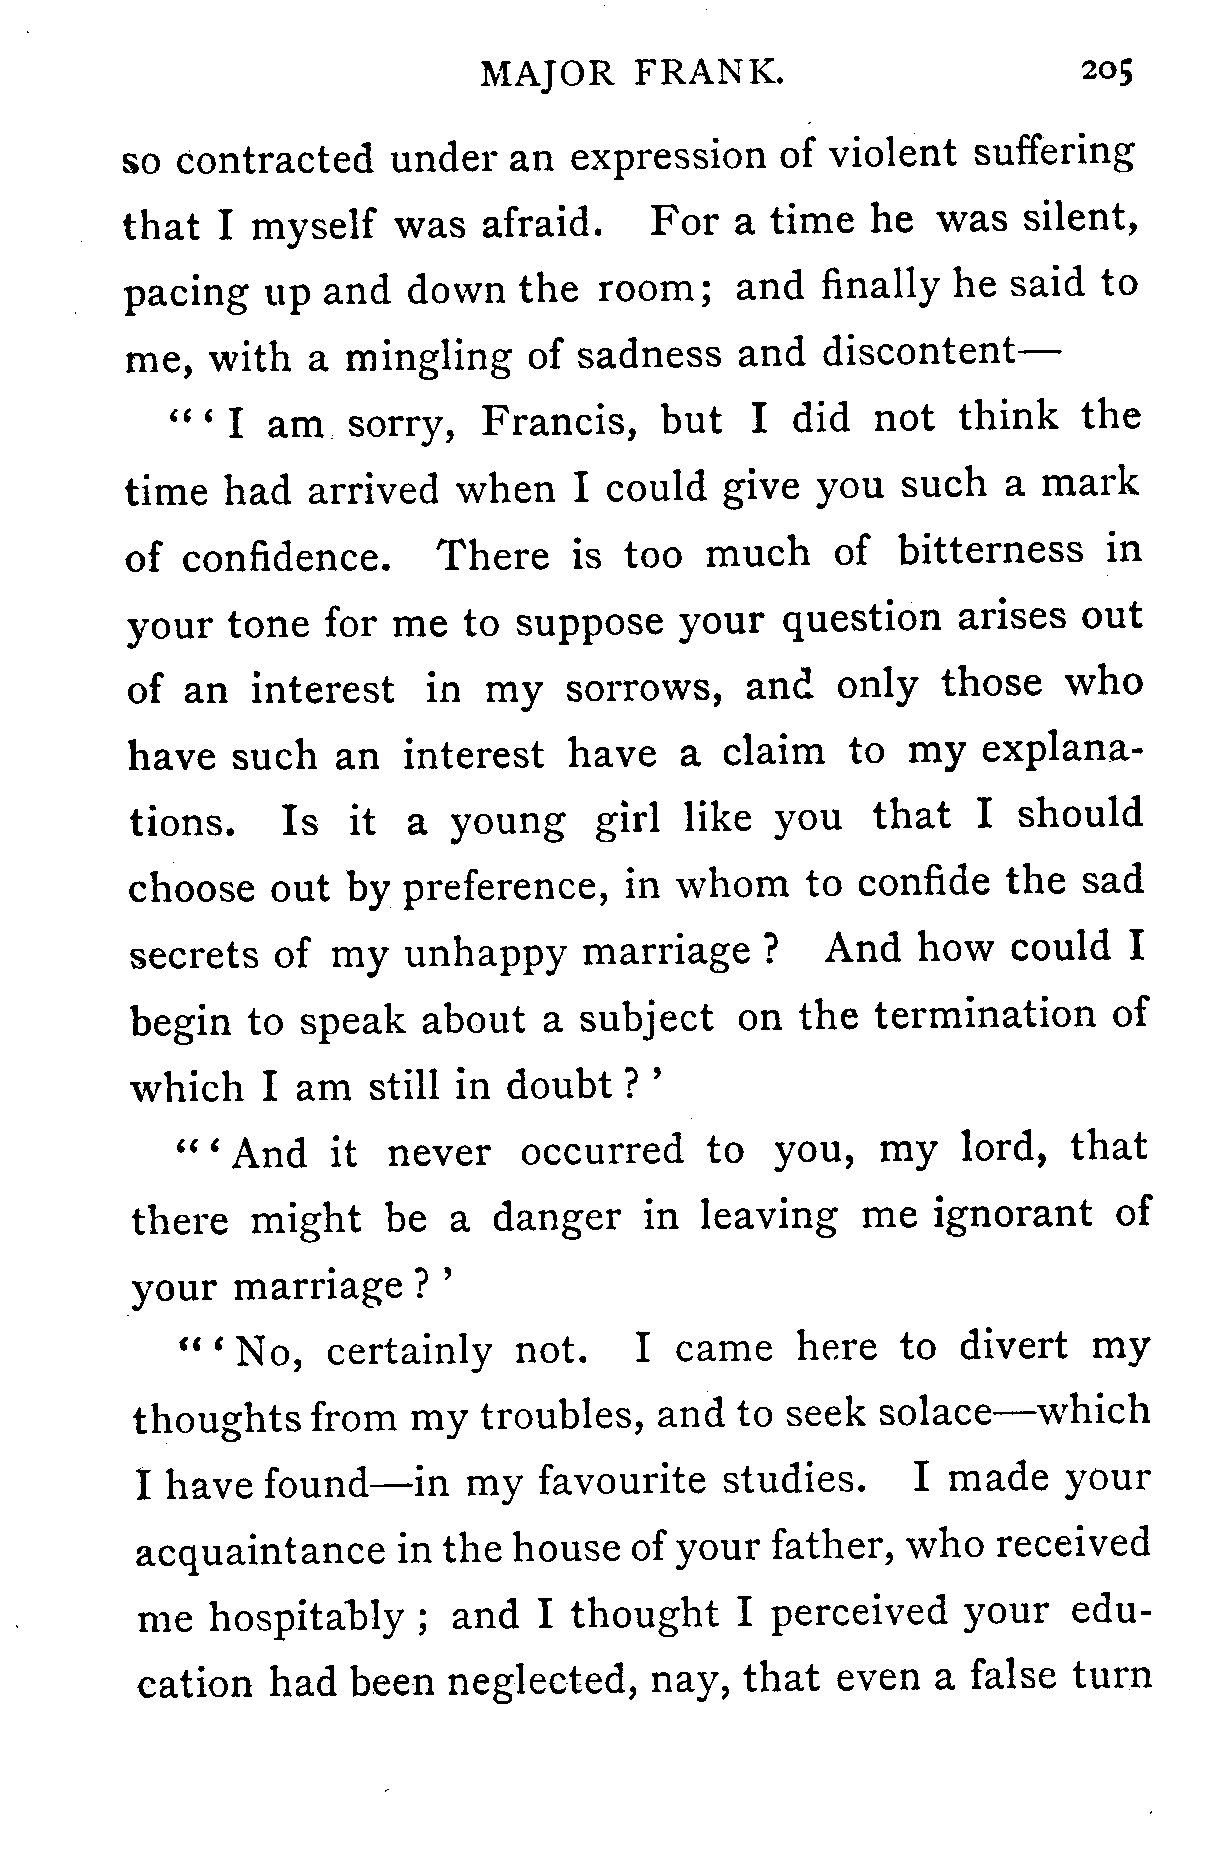 MAJOR FRANK. 205
so contracted under an expression of violent suffering
that I myself was afraid. For a time he was silent,
pacing up and down the room; and finally he said to
me, with a mingling of sadness and discontent—
“ ‘ I am sorry, Francis, but I did not think the
time had arrived when I could give you such a mark
of confidence. There is too much of bitterness in
your tone for me to suppose your question arises out
of an interest in my sorrows, and only those who
have such an interest have a claim to my explana-
tions. Is it a young girl like you that I should
choose out by preference, in whom to confide the sad
secrets of my unhappy marriage ? And how could I
begin to speak about a subject on the termination of
which I am still in doubt ? ’
“ ‘ And it never occurred to you, my lord, that
there might be a danger in leaving me ignorant of
your marriage ? ’
“ ‘ No, certainly not. I came here to divert my
thoughts from my troubles, and to seek solace—which
I have found—in my favourite studies. I made your
acquaintance in the house of your father, who received
me hospitably ; and I thought I perceived your edu-
cation had been neglected, nay, that even a false turn